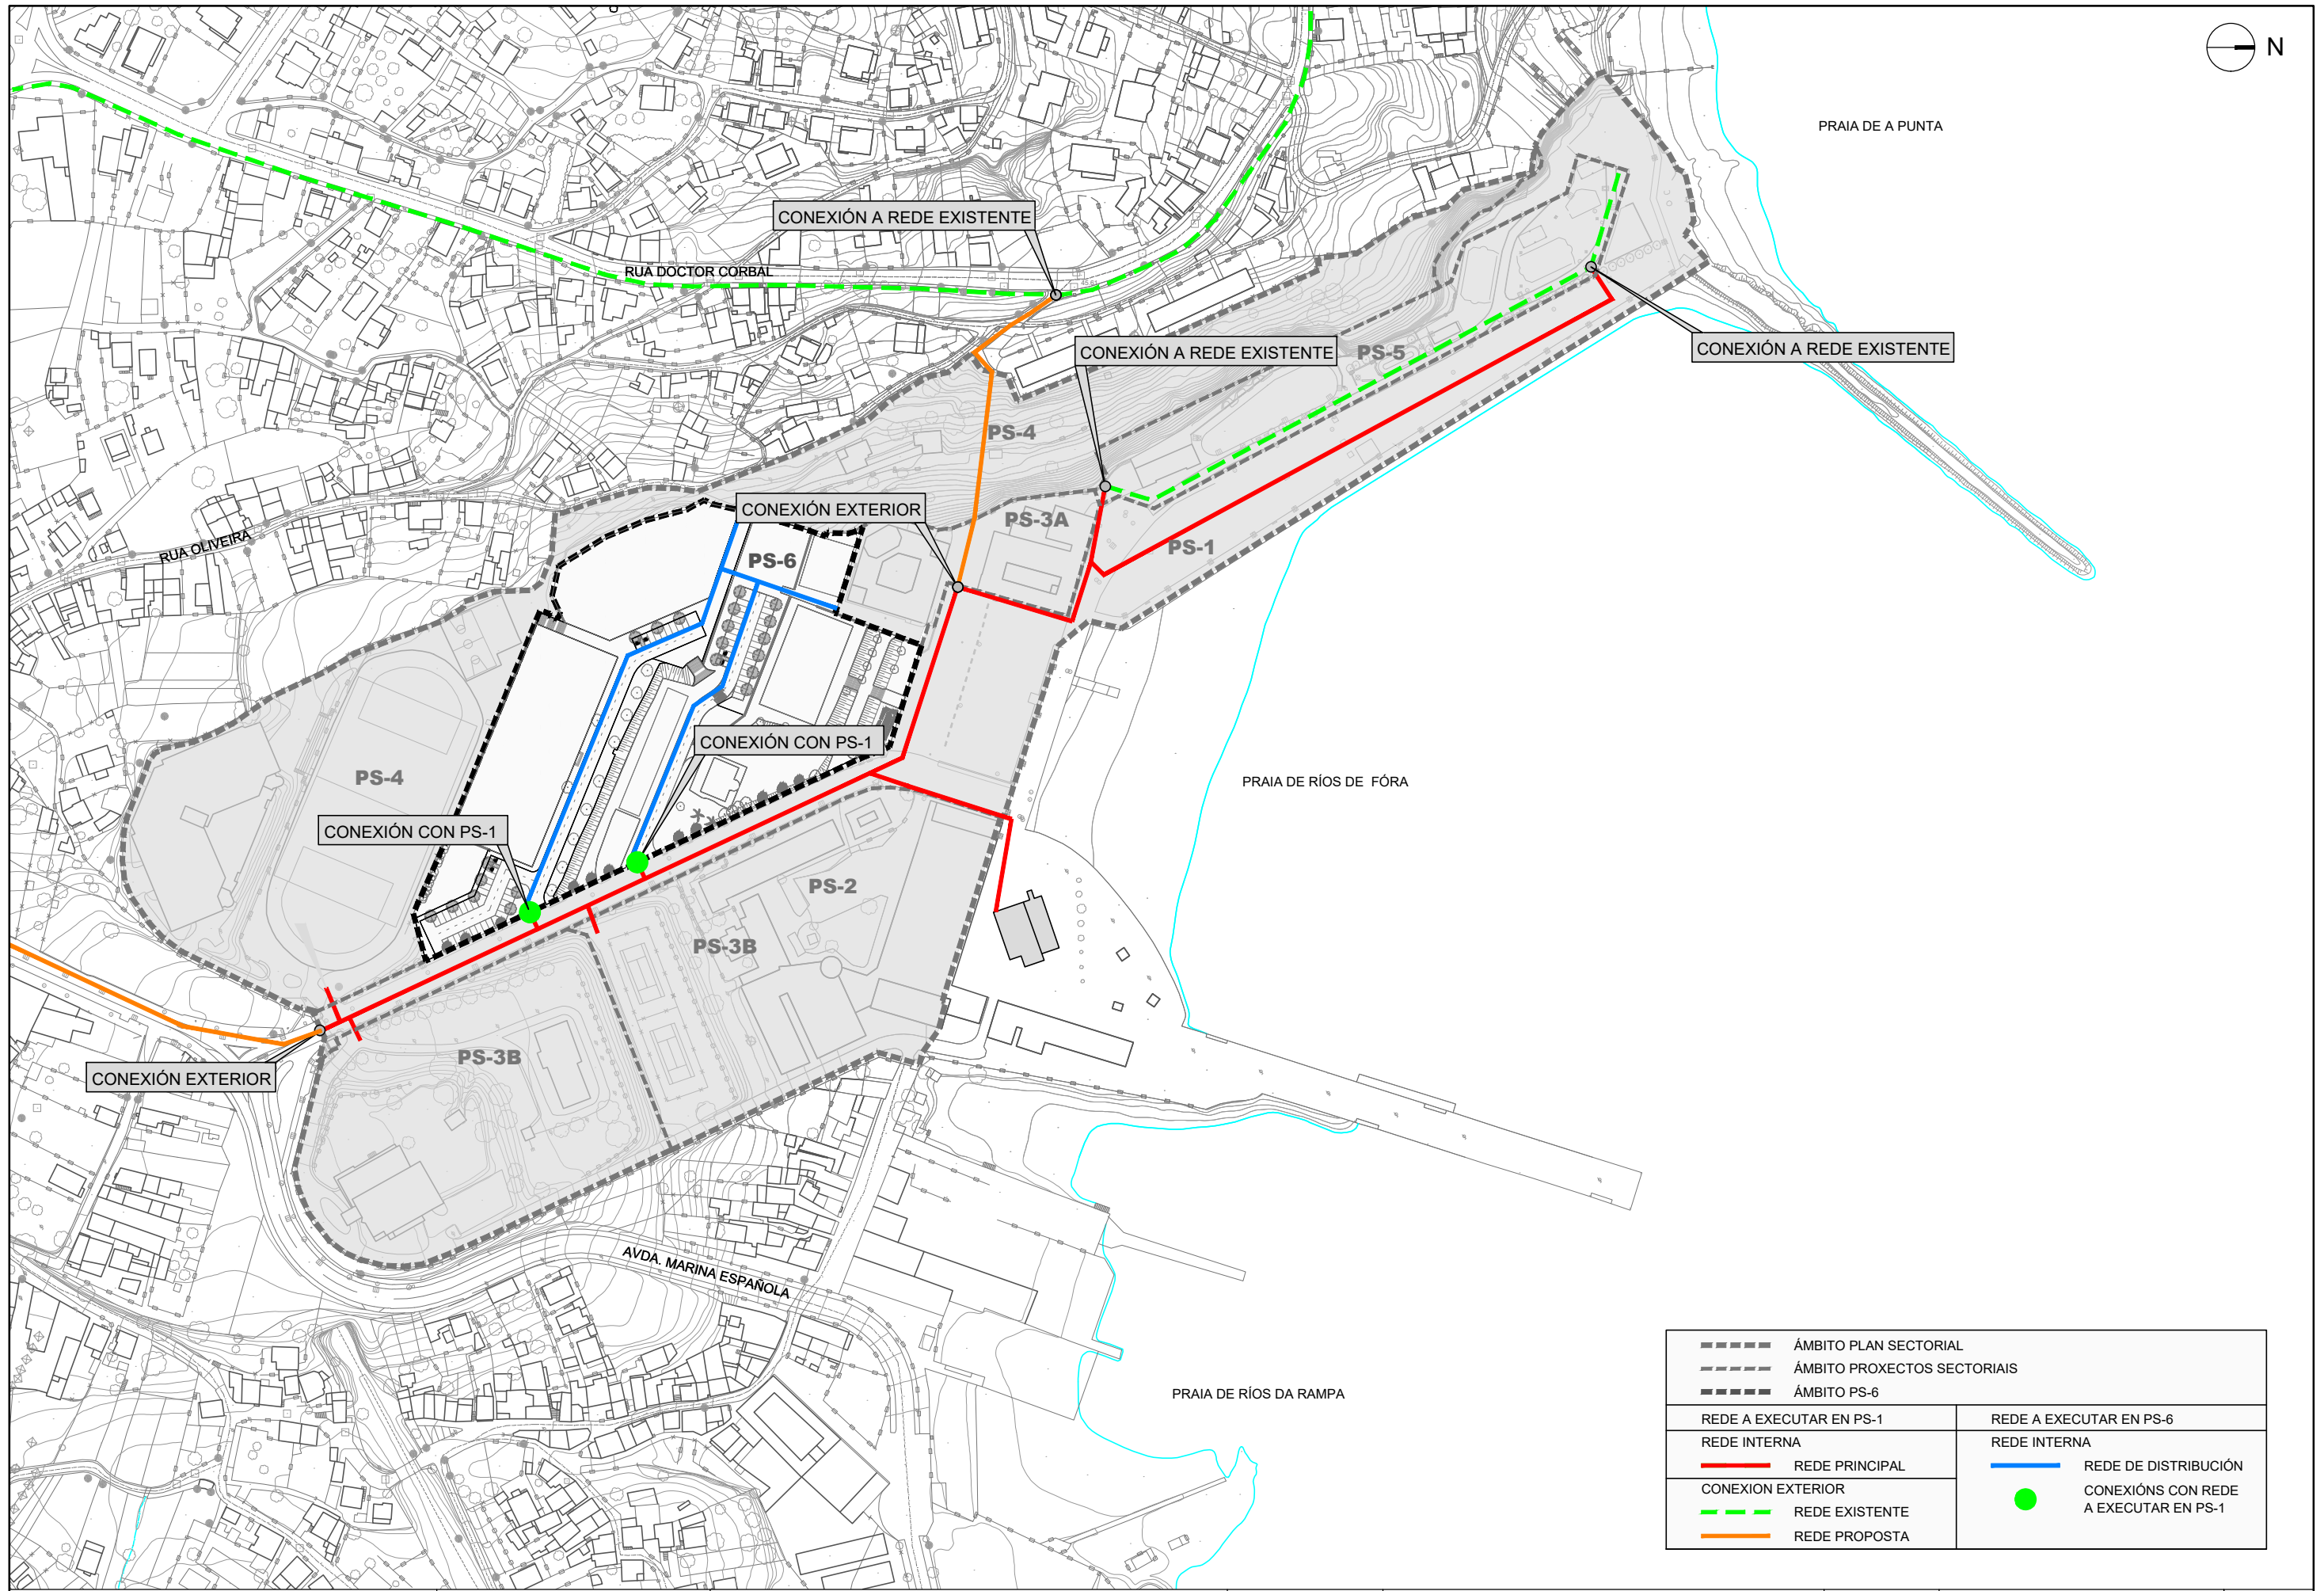 N
PRAIA DE A PUNTA
CONEXIÓN A REDE EXISTENTE
RUA DOCTOR CORBAL
CONEXIÓN A REDE EXISTENTE
PS-5
CONEXIÓN A REDE EXISTENTE
PS-4
CONEXIÓN EXTERIOR
PS-3A
RUA OLIVEIRA
PS-1
PS-6
CONEXIÓN CON PS-1
PS-4
PRAIA DE RÍOS DE FÓRA
CONEXIÓN CON PS-1
PS-2
PS-3B
PS-3B
CONEXIÓN EXTERIOR
AVDA. MARINA ESPAÑOLA
PRAIA DE RÍOS DA RAMPA
ÁMBITO PLAN SECTORIAL
ÁMBITO PROXECTOS SECTORIAIS
ÁMBITO PS-6
REDE A EXECUTAR EN PS-1
REDE INTERNA
REDE PRINCIPAL
CONEXION EXTERIOR
REDE EXISTENTE
REDE PROPOSTA
REDE A EXECUTAR EN PS-6
REDE INTERNA
REDE DE DISTRIBUCIÓN
CONEXIÓNS CON REDE
A EXECUTAR EN PS-1